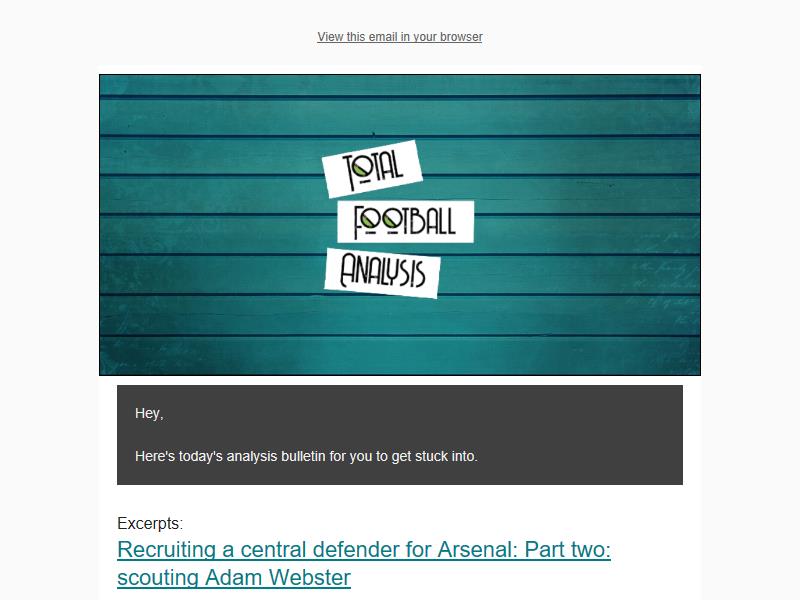 View this email in your browser
TOTAL
FOOTBALL
ANALYSIS
Hey,
Here's today's analysis bulletin for you to get stuck into.
Excerpts:
Recruiting a central defender for Arsenal: Part two:
scouting Adam Webster